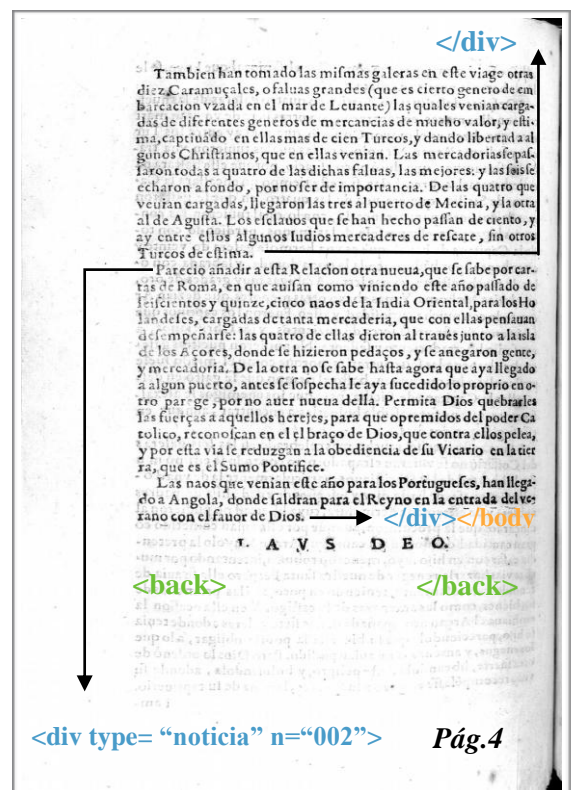 </div>
Tambien han tomado las mismas galeras en este viage otras
diez Caramuçales, o faluas grandes (que es cierto genero de em
barcacion vzada en el mar de Leuante) las quales venian carga-
das de diferentes generos de mercancias de mucho valor, y esti-
ma, captiuãdo en ellas mas de cien Turcos, y dando libertad a al
gunos Christianos, que en ellas venian. Las mercadorias se pas-
saron todas a quatro de las dichas faluas, las mejores: y las seis se
echaron a fondo, por no ser de importancia. De las quatro que
venian cargadas, llegaron las tres al puerto de Mecina, y la otra
al de Agusta. Los esclauos que se han hecho passan de ciento, y
ay entre ellos algunos Iudios mercaderes de rescate, sin otros
Turcos de estima.
Parecio añadir a esta Relacion otra nueua, que se sabe por car-
tas de Roma, en que auisan como viniendo este año passado de
seiscientos y quinze, cinco naos de la India Oriental, para los Ho
landeses, cargadas de tanta mercaderia, que con ellas pensauan
desempeñarse: las quatro de ellas dieron al traués junto a la isla
de los Açores, donde se hizieron pedaços, y se anegaron gente,
y mercadoria. De la otra no se sabe hasta agora que aya llegado
a algun puerto, antes se sospecha le aya sucedido lo proprio en o-
tro parage, por no auer nueua della. Permita Dios quebrarles
las fuerças a aquellos herejes, para que opremidos del poder Ca
tolico, reconoscan en el el braço de Dios, que contra ellos pelea,
y por esta via se reduzgan a la obediencia de su Vicario en la tier
ra, que es el Sumo Pontifice.
Las naos que venian este año para los Portugueses, han llega-
do a Angola, donde saldran para el Reyno en la entrada del ve-
rano con el fauor de Dios. </div></body
L A V S D E O.
<back> </back>
<div type= “noticia” n=“002”> Pág.4